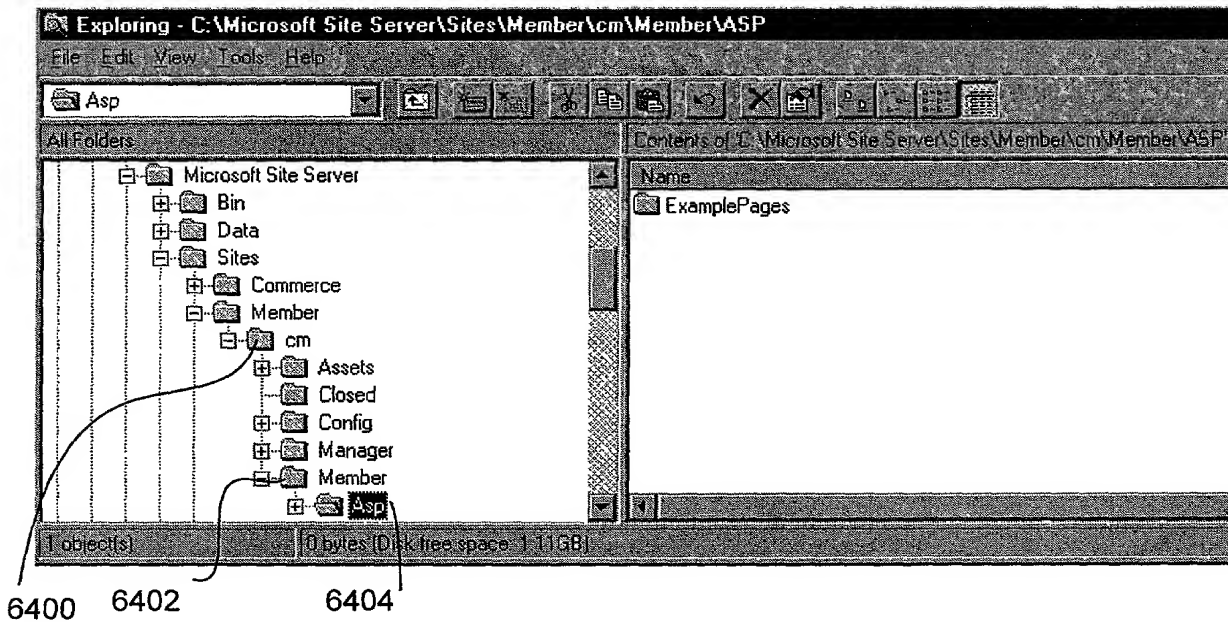 Exploring - C:\Microsoft Site Server\Sites\Member\cm\Member\ASP
File Edit View Tools Help
Asp
All Folders
Contents of 'C:\Microsoft Site Server\Sites\Member\cm\Member\ASP
Microsoft Site Server
Name
Bin
ExamplePages
Data
Sites
Commerce
Member
cm
Assets
Closed
Config
Manager
Member
Asp
1 object(s)
0 bytes (Disk free space: 1.11GB)
6400
6402
6404